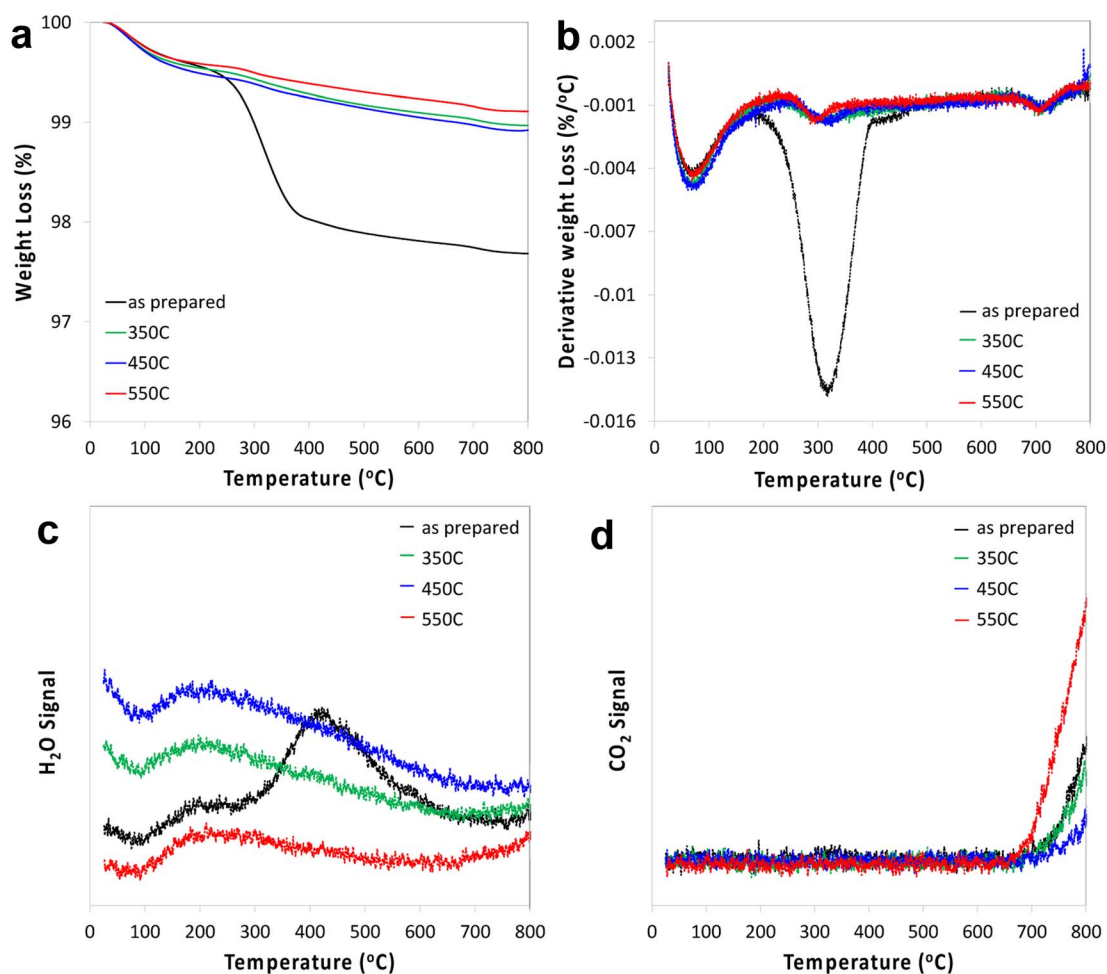 a
100
99
98
97
96
Weight Loss (%)
as prepared
350C
450C
550C
0 100 200 300 400 500 600 700 800
Temperature (°C)
b
0.002
-0.001
-0.004
-0.007
-0.01
-0.013
-0.016
Derivative weight Loss (%/°C)
as prepared
350C
450C
550C
0 100 200 300 400 500 600 700 800
Temperature (°C)
c
as prepared
350C
450C
550C
H₂O Signal
0 100 200 300 400 500 600 700 800
Temperature (°C)
d
as prepared
350C
450C
550C
CO₂ Signal
0 100 200 300 400 500 600 700 800
Temperature (°C)